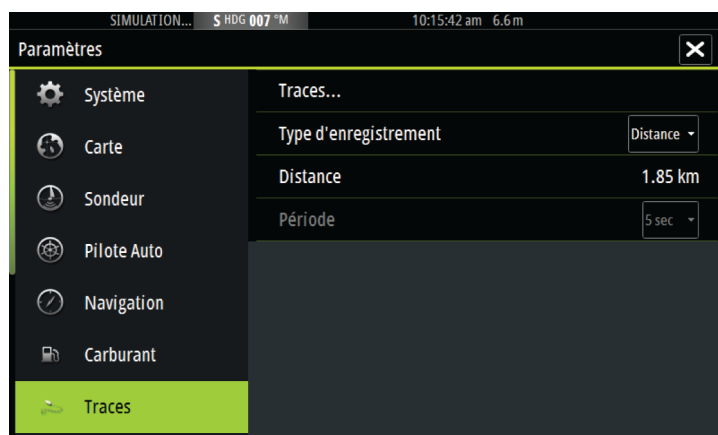 SIMULATION... S HDG 007 °M 10:15:42 am 6.6 m
Paramètres
Système
Carte
Sondeur
Pilote Auto
Navigation
Carburant
Traces
Traces...
Type d'enregistrement Distance
Distance 1.85 km
Période 5 sec